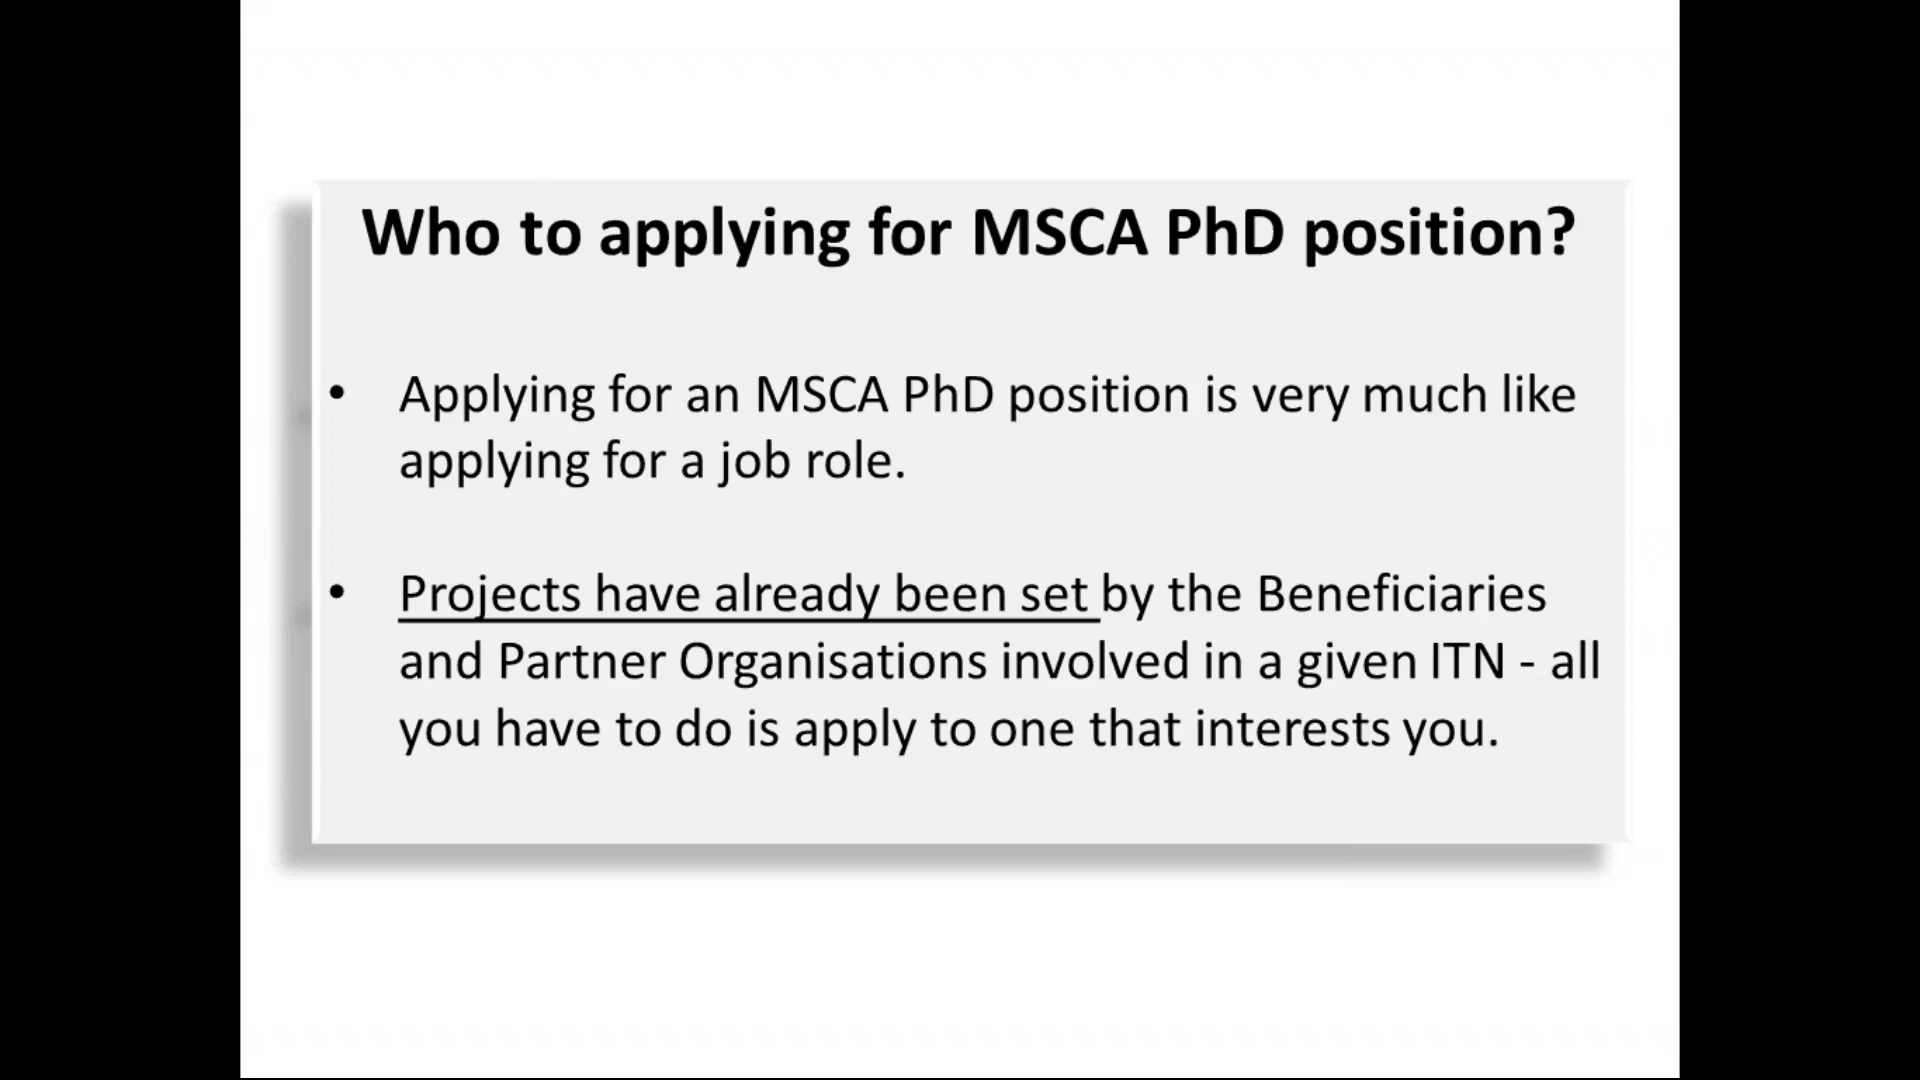 Who to applying for MSCA PhD position?
• Applying for an MSCA PhD position is very much like
applying for a job role.
• Projects have already been set by the Beneficiaries
and Partner Organisations involved in a given ITN - all
you have to do is apply to one that interests you.